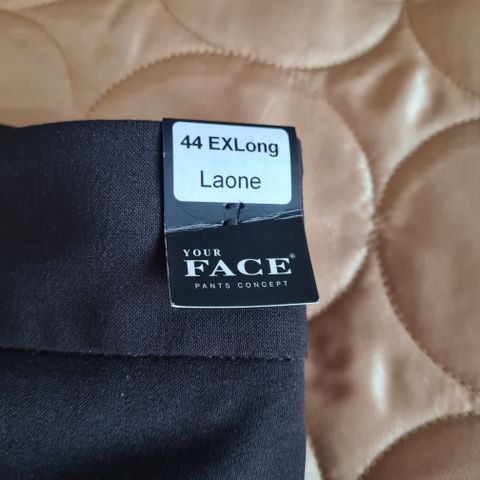 44 EXLong
Laone
YOUR
FACE®
PANTS CONCEPT